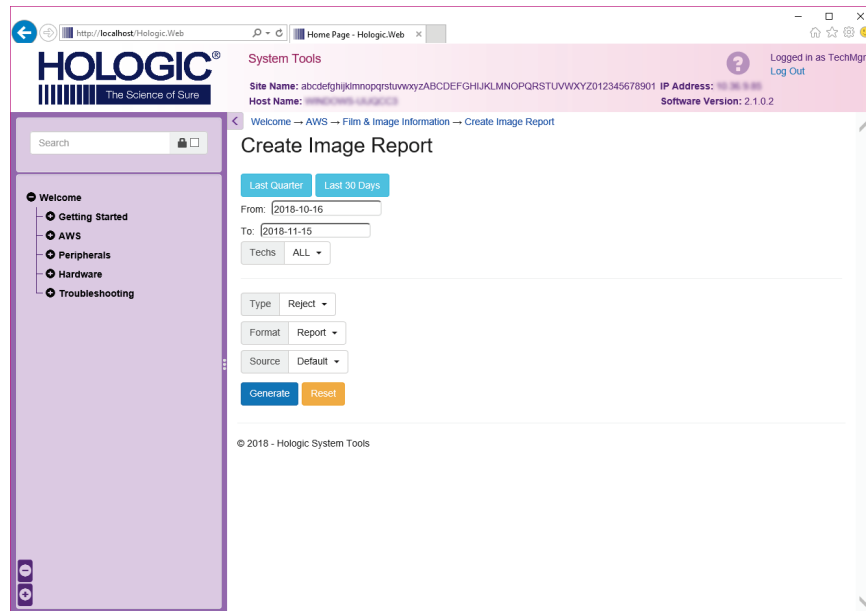 http://localhost/Hologic.Web
Home Page - Hologic.Web
HOLOGIC®
The Science of Sure
System Tools
Logged in as TechMgr
Log Out
Site Name: abcdefghijklmnopqrstuvwxyzABCDEFGHIJKLMNOPQRSTUVWXYZ012345678901 IP Address:
Host Name:
Software Version: 2.1.0.2
Welcome → AWS → Film & Image Information → Create Image Report
Search
Welcome
Getting Started
AWS
Peripherals
Hardware
Troubleshooting
Create Image Report
Last Quarter Last 30 Days
From: 2018-10-16
To: 2018-11-15
Techs ALL
Type Reject
Format Report
Source Default
Generate Reset
© 2018 - Hologic System Tools